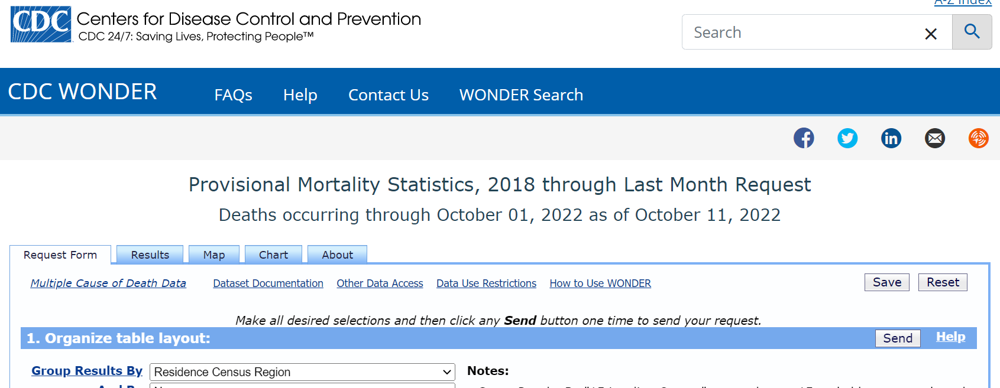 A-Z Index
CDC
Centers for Disease Control and Prevention
CDC 24/7: Saving Lives, Protecting People™
Search
CDC WONDER FAQs Help Contact Us WONDER Search
Provisional Mortality Statistics, 2018 through Last Month Request
Deaths occurring through October 01, 2022 as of October 11, 2022
Request Form Results Map Chart About
Multiple Cause of Death Data Dataset Documentation Other Data Access Data Use Restrictions How to Use WONDER Save Reset
Make all desired selections and then click any Send button one time to send your request.
1. Organize table layout: Send Help
Group Results By Residence Census Region Notes:
And By